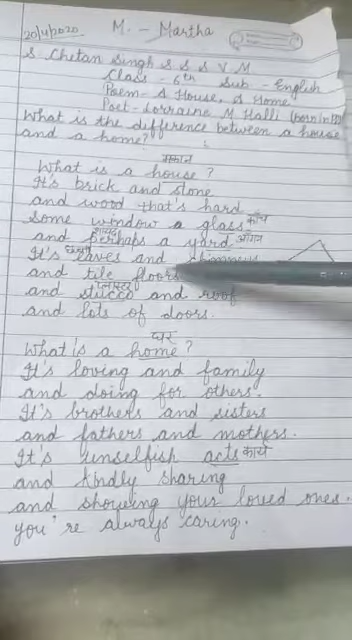 20/4/2020 M. - Martha
S. Chetan Singh S S S V M
Class - 6th Sub - English
Poem - A House, A Home
Poet - Lorraine M Halli (born in
What is the difference between a house
and a home?
मकान
What is a house?
It's brick and stone
and wood that's hard
काँच
Some window a glass
शायद आँगन
and perhaps a yard
It's eaves and chimneys
and tile floors
प्लास्टर
and stucco and roof
and lots of doors.
घर
What is a home?
It's loving and family
and doing for others.
It's brothers and sisters
and fathers and mothers.
It's unselfish acts कार्य
and kindly sharing
and showing your loved ones.
you're always caring.